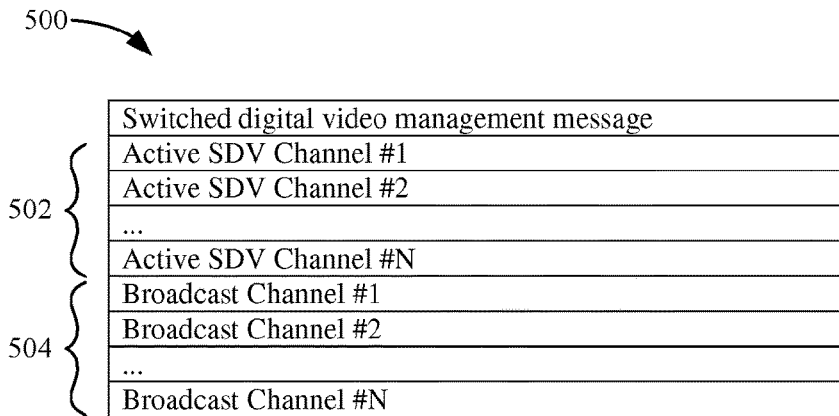 500
Switched digital video management message
Active SDV Channel #1
Active SDV Channel #2
...
Active SDV Channel #N
502
Broadcast Channel #1
Broadcast Channel #2
...
Broadcast Channel #N
504